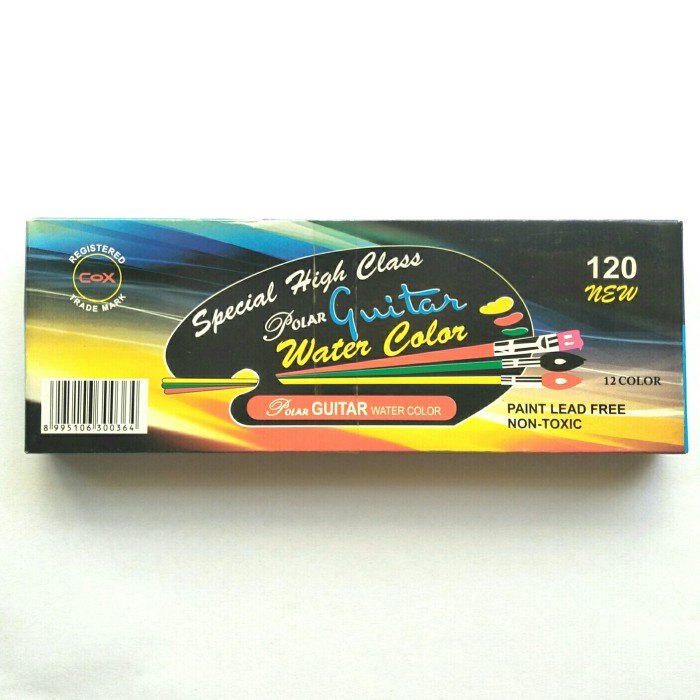 REGISTERED
COX
TRADE MARK
Special High Class
POLAR Guitar
Water Color
POLAR GUITAR WATER COLOR
120
NEW
12 COLOR
PAINT LEAD FREE
NON-TOXIC
8 995106 300364